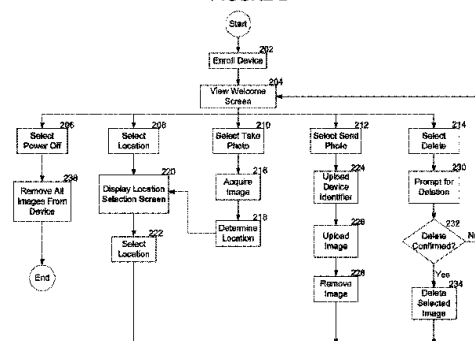 Start
202
Enroll Device
204
View Welcome
Screen
206
Select
Power Off
208
Select
Location
210
Select Take
Photo
212
Select Send
Photo
214
Select
Delete
236
Remove All
Images From
Device
220
Display Location
Selection Screen
216
Acquire
Image
224
Upload
Device
Identifier
230
Prompt for
Deletion
218
Determine
Location
222
Select
Location
226
Upload
Image
232
Delete
Confirmed?
Yes
End
228
Remove
Image
234
Delete
Selected
Image